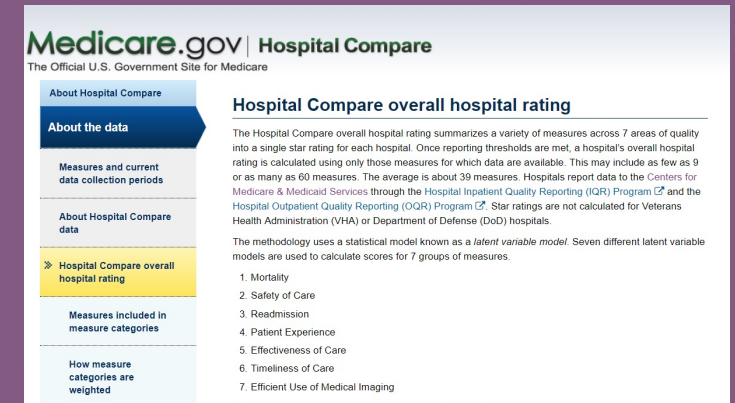 Medicare.gov | Hospital Compare
The Official U.S. Government Site for Medicare
About Hospital Compare
About the data
Measures and current
data collection periods
About Hospital Compare
data
» Hospital Compare overall
hospital rating
Measures included in
measure categories
How measure
categories are
weighted
Hospital Compare overall hospital rating
The Hospital Compare overall hospital rating summarizes a variety of measures across 7 areas of quality
into a single star rating for each hospital. Once reporting thresholds are met, a hospital's overall hospital
rating is calculated using only those measures for which data are available. This may include as few as 9
or as many as 60 measures. The average is about 39 measures. Hospitals report data to the Centers for
Medicare & Medicaid Services through the Hospital Inpatient Quality Reporting (IQR) Program and the
Hospital Outpatient Quality Reporting (OQR) Program. Star ratings are not calculated for Veterans
Health Administration (VHA) or Department of Defense (DoD) hospitals.
The methodology uses a statistical model known as a latent variable model. Seven different latent variable
models are used to calculate scores for 7 groups of measures.
1. Mortality
2. Safety of Care
3. Readmission
4. Patient Experience
5. Effectiveness of Care
6. Timeliness of Care
7. Efficient Use of Medical Imaging